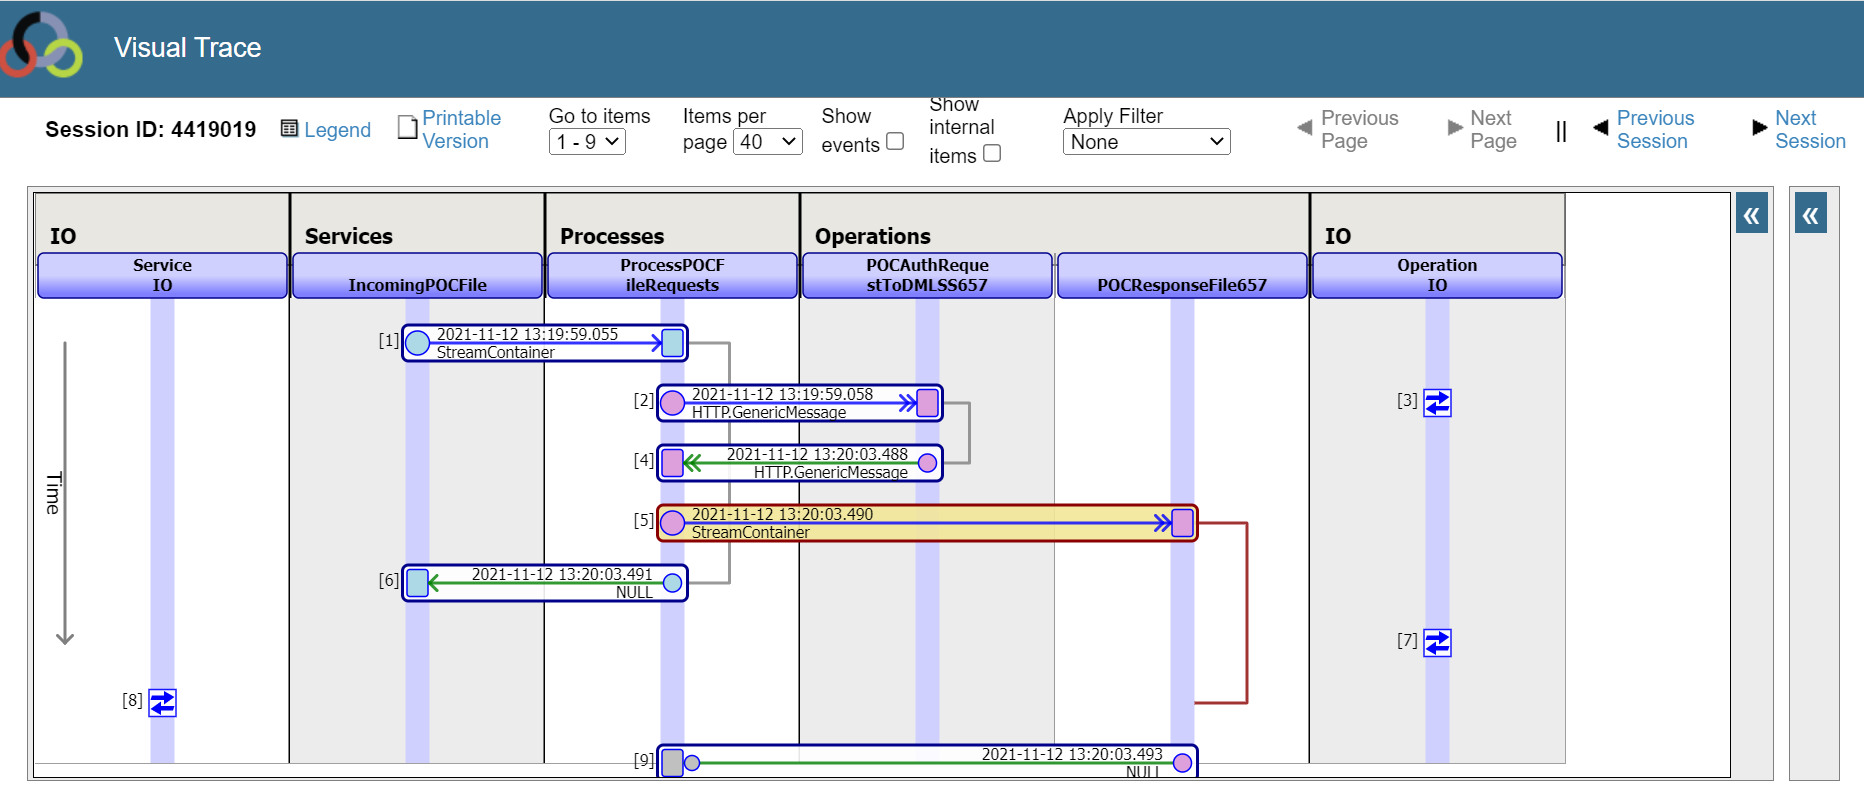 Visual Trace
Session ID: 4419019
Legend
Printable
Version
Go to items
1 - 9
Items per
page 40
Show
events
Show
internal
items
Apply Filter
None
Previous
Page
Next
Page
||
Previous
Session
Next
Session
«
«
IO
Services
Processes
Operations
IO
Service
IO
IncomingPOCFile
ProcessPOCF
ileRequests
POCAuthReque
stToDMLSS657
POCResponseFile657
Operation
IO
Time
[1]
2021-11-12 13:19:59.055
StreamContainer
[2]
2021-11-12 13:19:59.058
HTTP.GenericMessage
[3]
[4]
2021-11-12 13:20:03.488
HTTP.GenericMessage
[5]
2021-11-12 13:20:03.490
StreamContainer
[6]
2021-11-12 13:20:03.491
NULL
[7]
[8]
[9]
2021-11-12 13:20:03.493
NULL